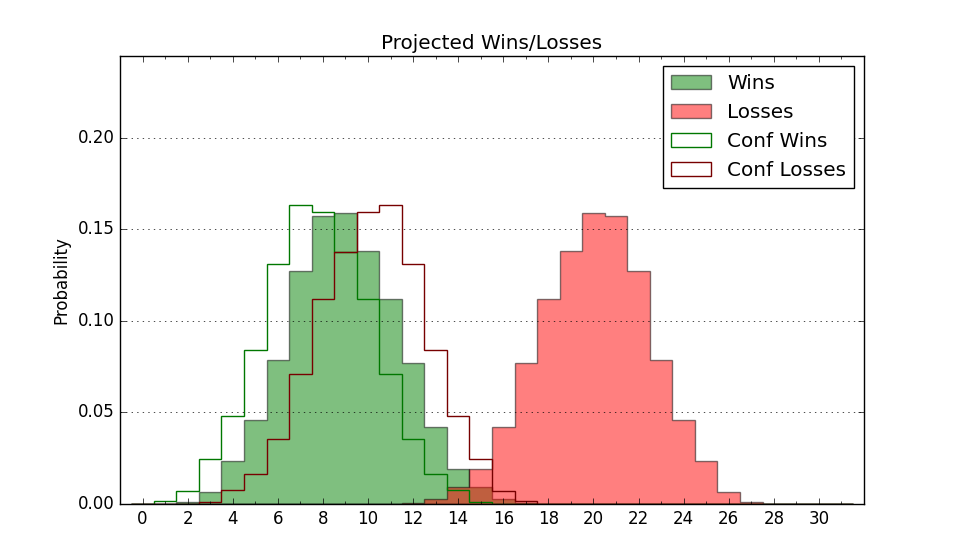 Projected Wins/Losses
Wins
Losses
Conf Wins
Conf Losses
Probability
0.20
0.15
0.10
0.05
0.00
0 2 4 6 8 10 12 14 16 18 20 22 24 26 28 30